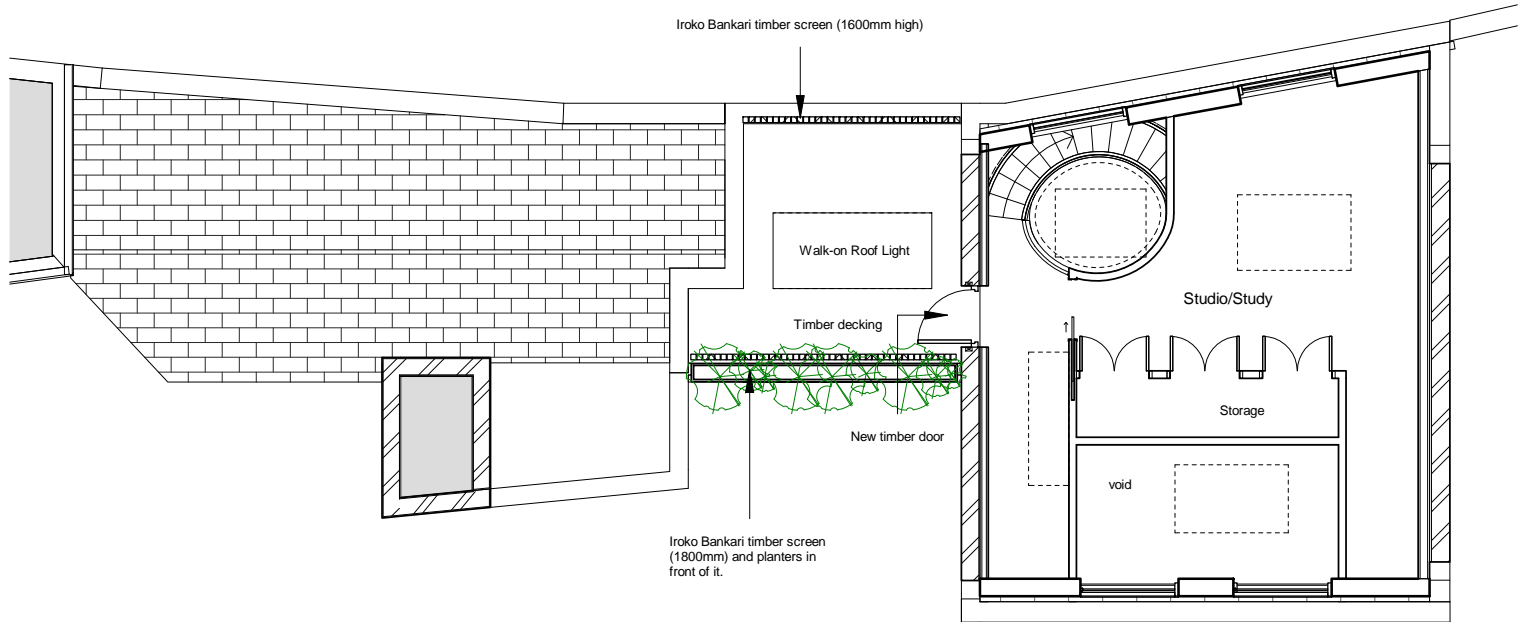 Iroko Bankari timber screen (1600mm high)
Walk-on Roof Light
Studio/Study
Timber decking
Storage
New timber door
void
Iroko Bankari timber screen
(1800mm) and planters in
front of it.